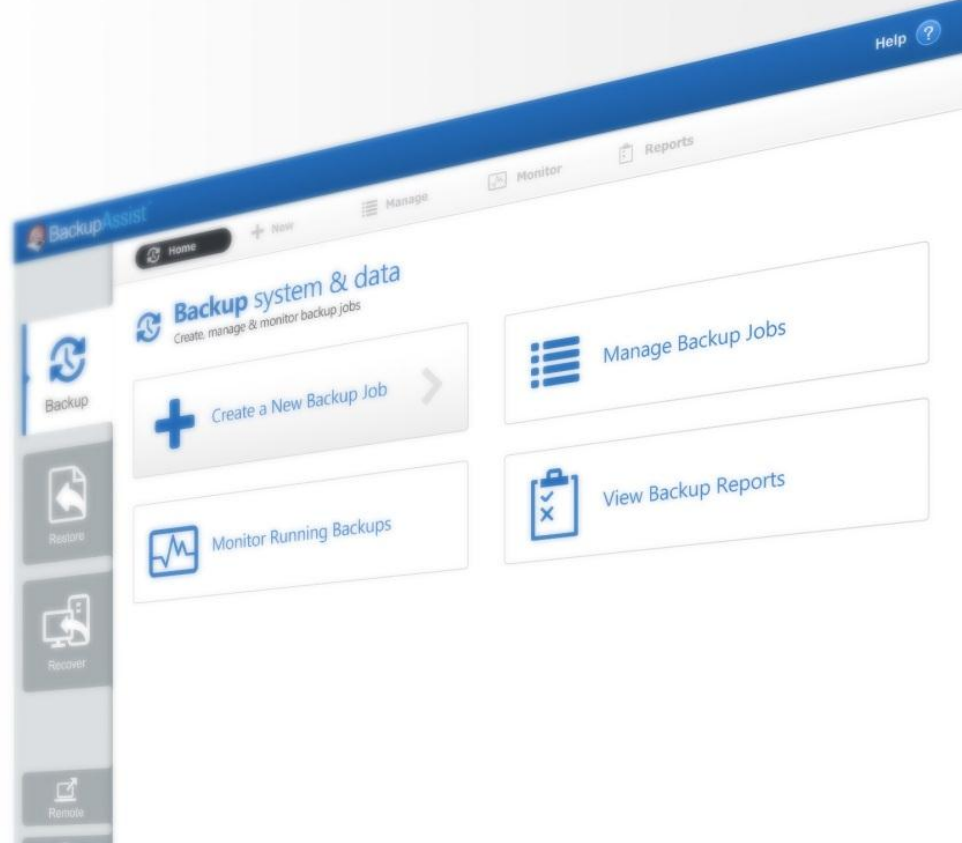 Help ?
BackupAssist
Home
New
Manage
Monitor
Reports
Backup system & data
Create, manage & monitor backup jobs
Backup
Create a New Backup Job
Manage Backup Jobs
Restore
Monitor Running Backups
View Backup Reports
Recover
Remote